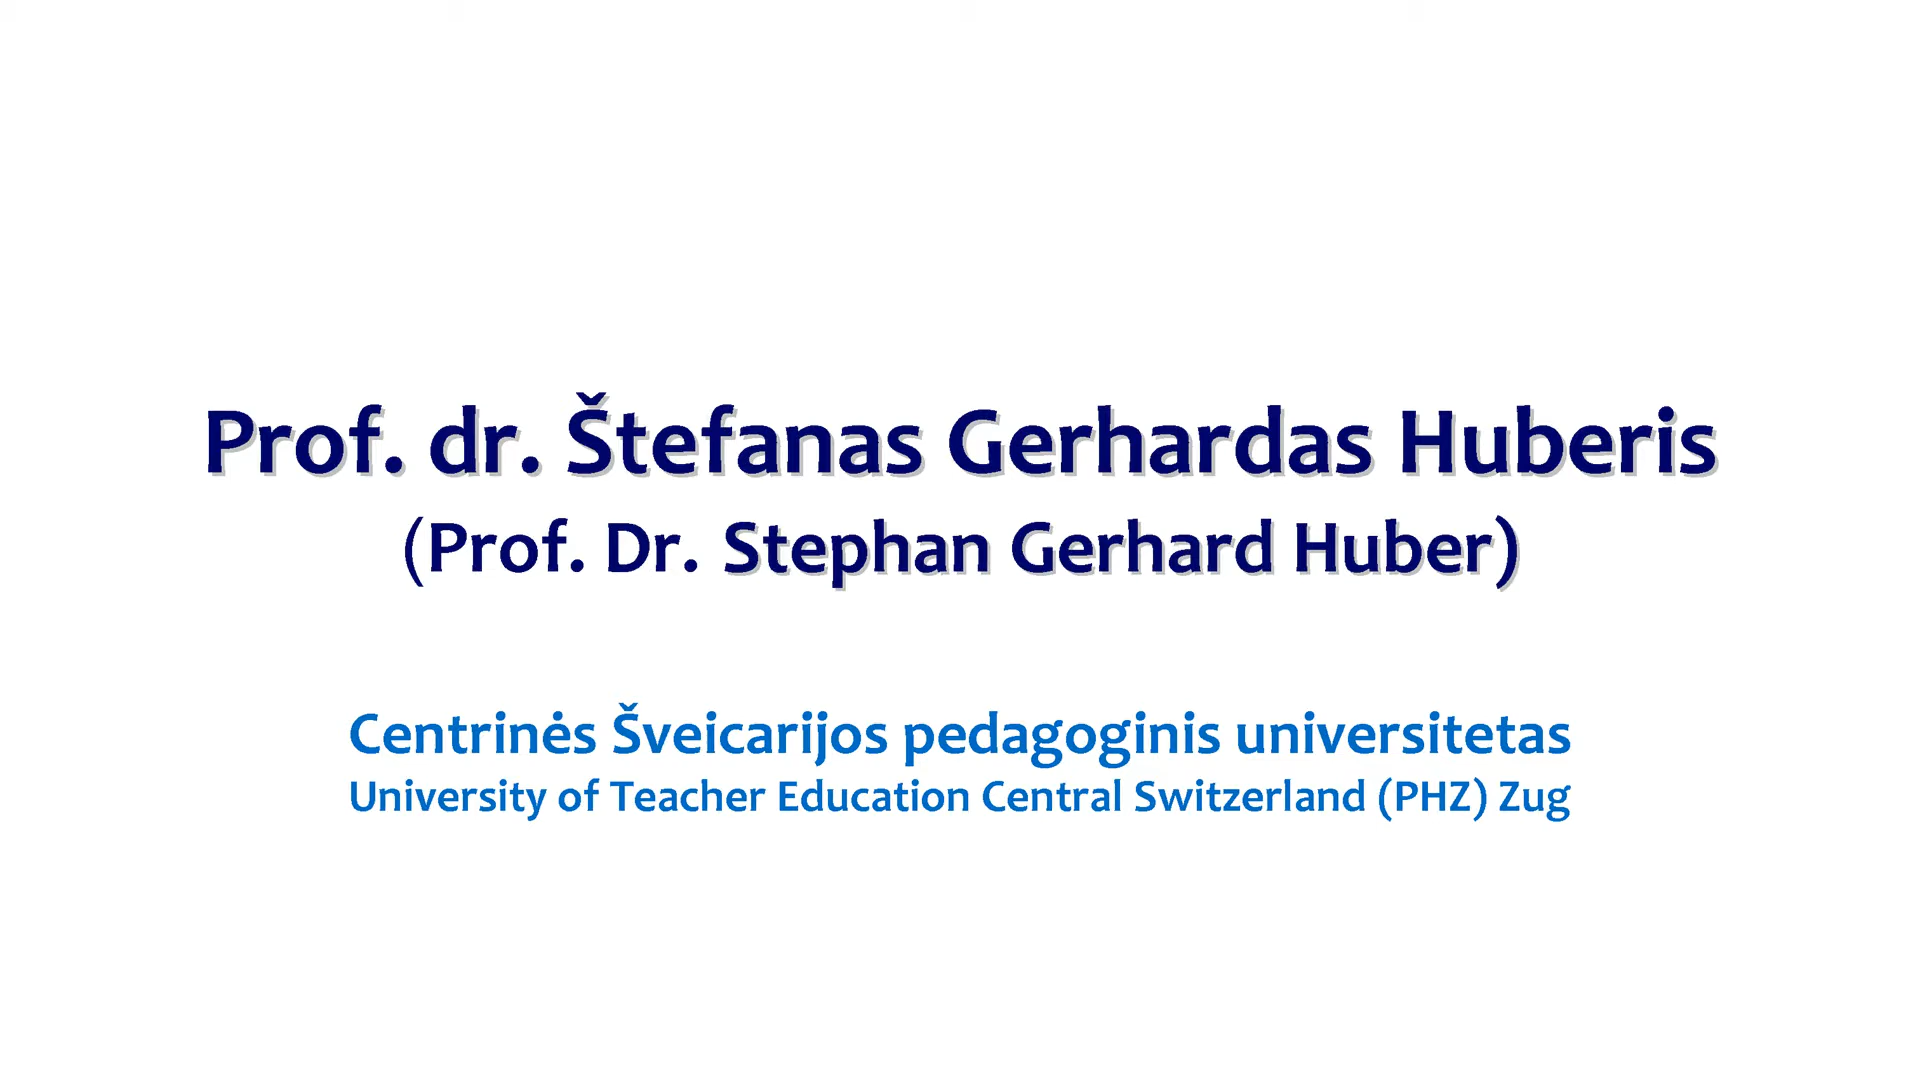 Prof. dr. Štefanas Gerhardas Huberis
(Prof. Dr. Stephan Gerhard Huber)
Centrinės Šveicarijos pedagoginis universitetas
University of Teacher Education Central Switzerland (PHZ) Zug